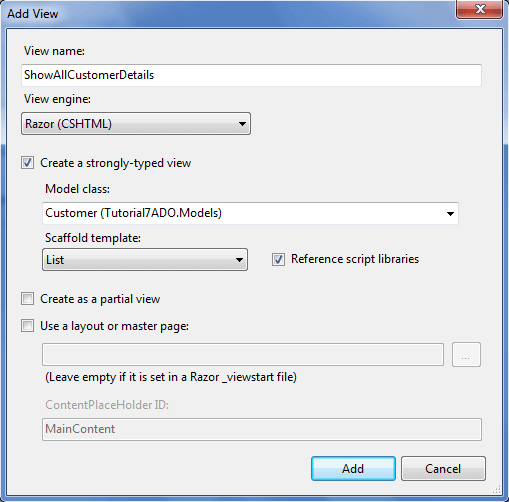 Add View
View name:
ShowAllCustomerDetails
View engine:
Razor (CSHTML)
Create a strongly-typed view
Model class:
Customer (Tutorial7ADO.Models)
Scaffold template:
List
Reference script libraries
Create as a partial view
Use a layout or master page:
...
(Leave empty if it is set in a Razor _viewstart file)
ContentPlaceHolder ID:
MainContent
Add Cancel